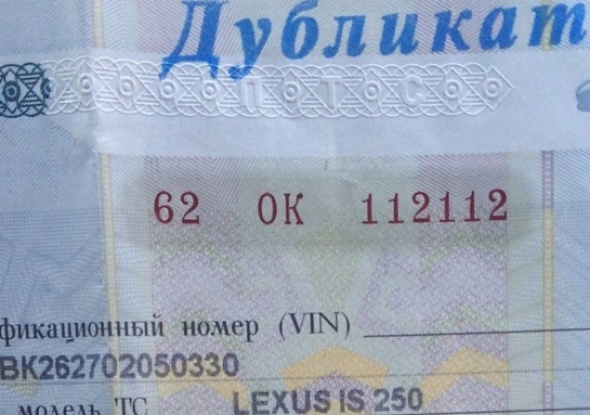 Дубликат
ПТС
62 ОК 112112
фикационный номер (VIN)
BK262702050330
модель ТС LEXUS IS 250